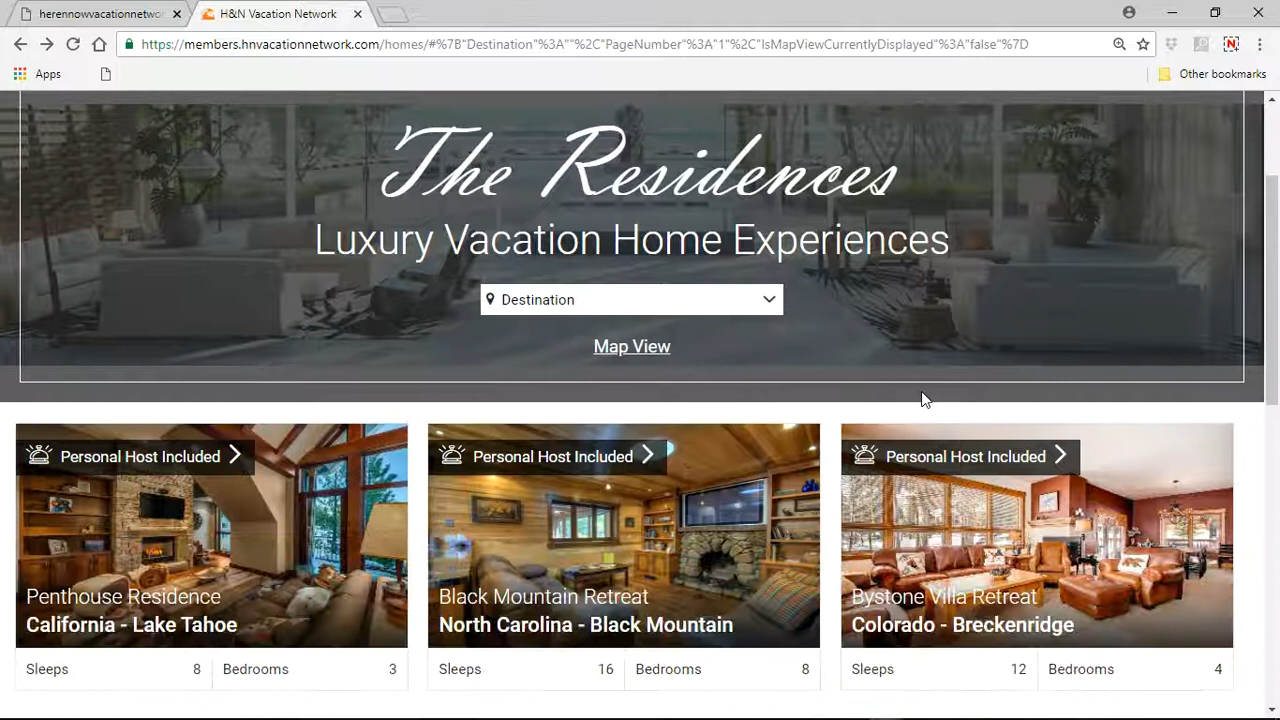 herennowvacationnetwor
H&N Vacation Network
https://members.hnvacationnetwork.com/homes/#%7B"Destination"%3A""%2C"PageNumber"%3A"1"%2C"IsMapViewCurrentlyDisplayed"%3A"false"%7D
Apps
Other bookmarks
The Residences
Luxury Vacation Home Experiences
Destination
Map View
Personal Host Included
Personal Host Included
Personal Host Included
Penthouse Residence
California - Lake Tahoe
Black Mountain Retreat
North Carolina - Black Mountain
Bystone Villa Retreat
Colorado - Breckenridge
Sleeps 8 Bedrooms 3
Sleeps 16 Bedrooms 8
Sleeps 12 Bedrooms 4